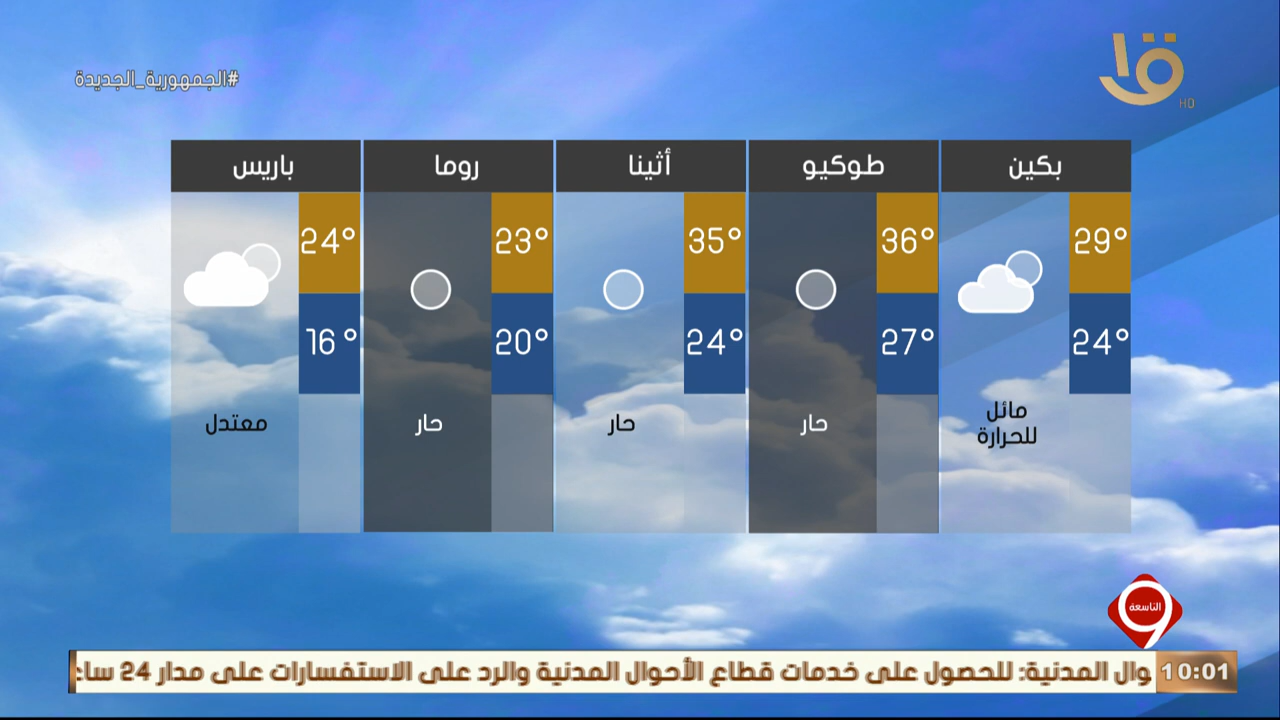 #الجمهورية_الجديدة
HD
بكين
29°
24°
مائل
للحرارة
طوكيو
36°
27°
حار
أثينا
35°
24°
حار
روما
23°
20°
حار
باريس
24°
16°
معتدل
التاسعة
9
10:01
وال المدنية: للحصول على خدمات قطاع الأحوال المدنية والرد على الاستفسارات على مدار 24 ساع